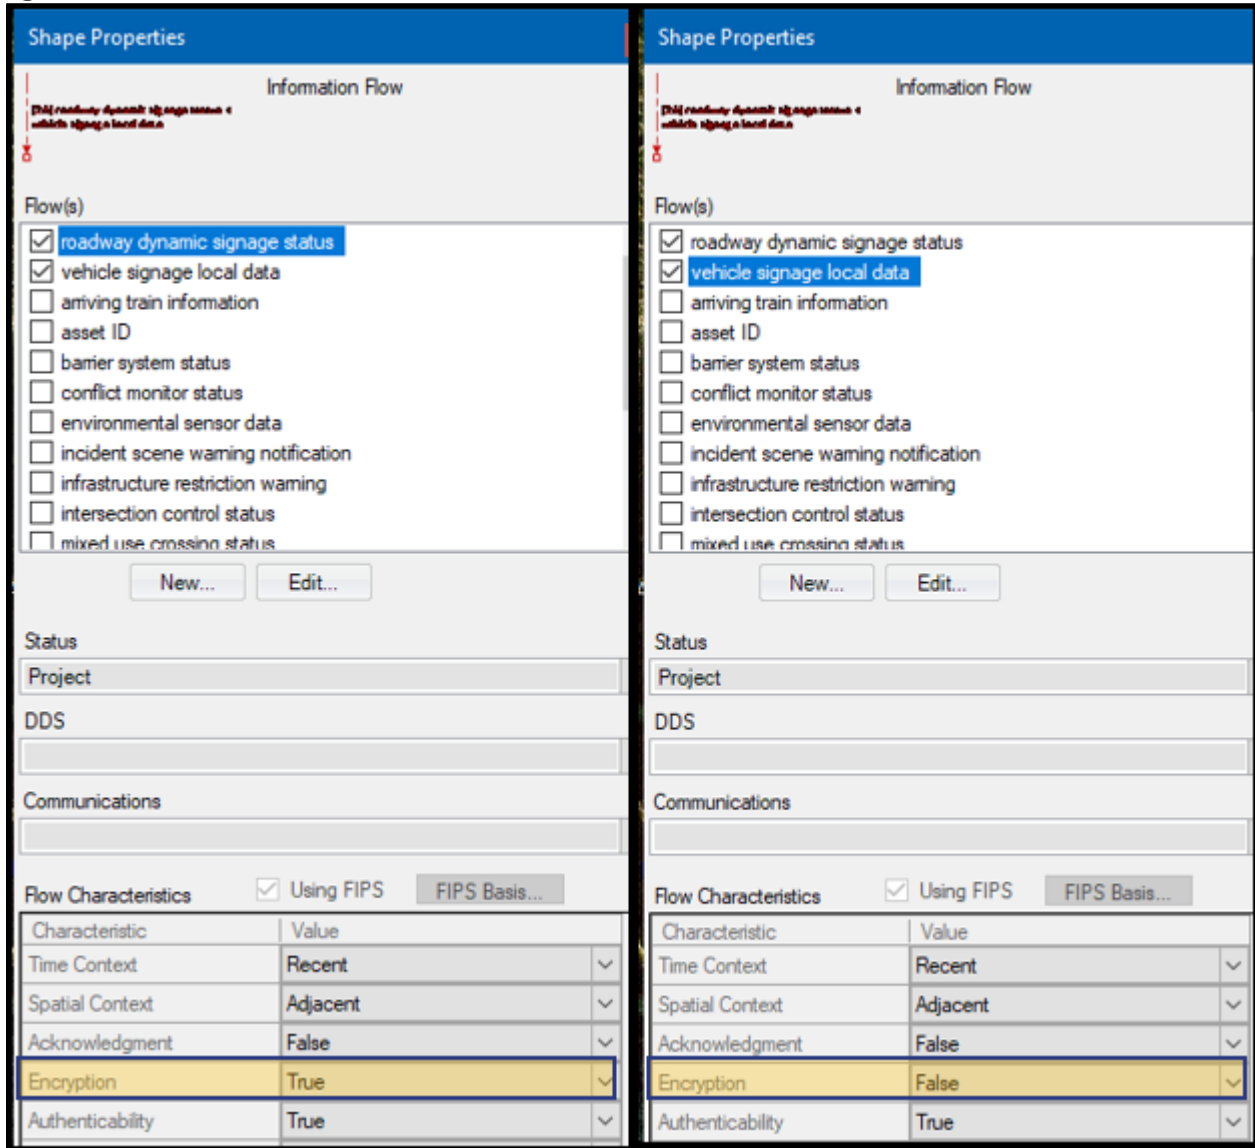 Shape Properties
Information Flow
Flow(s)
roadway dynamic signage status
vehicle signage local data
arriving train information
asset ID
barrier system status
conflict monitor status
environmental sensor data
incident scene warning notification
infrastructure restriction warning
intersection control status
mixed use crossing status
New... Edit...
Status
Project
DDS
Communications
Flow Characteristics Using FIPS FIPS Basis...
Characteristic Value
Time Context Recent
Spatial Context Adjacent
Acknowledgment False
Encryption True
Authenticability True
Shape Properties
Information Flow
Flow(s)
roadway dynamic signage status
vehicle signage local data
arriving train information
asset ID
barrier system status
conflict monitor status
environmental sensor data
incident scene warning notification
infrastructure restriction warning
intersection control status
mixed use crossing status
New... Edit...
Status
Project
DDS
Communications
Flow Characteristics Using FIPS FIPS Basis...
Characteristic Value
Time Context Recent
Spatial Context Adjacent
Acknowledgment False
Encryption False
Authenticability True